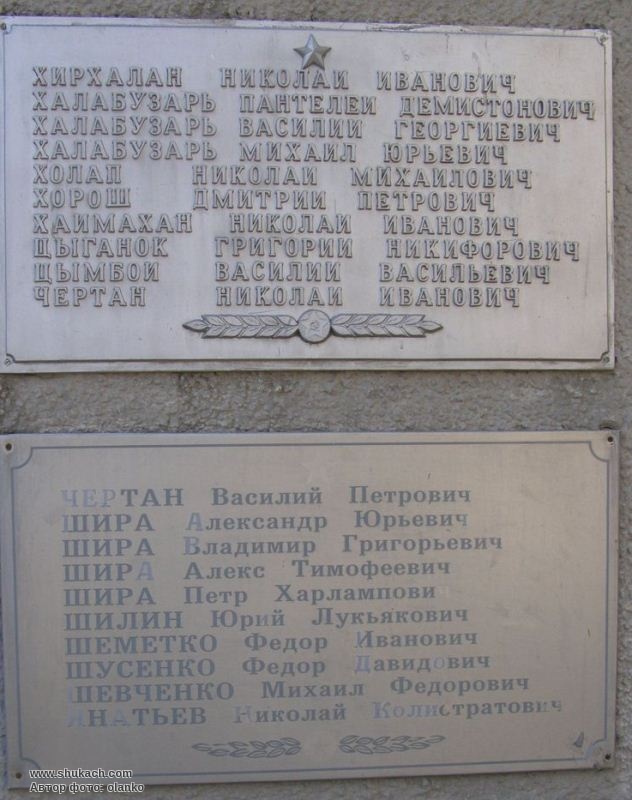 ХИРХАЛАН НИКОЛАИ ИВАНОВИЧ
ХАЛАБУЗАРЬ ПАНТЕЛЕИ ДЕМИСТОНОВИЧ
ХАЛАБУЗАРЬ ВАСИЛИИ ГЕОРГИЕВИЧ
ХАЛАБУЗАРЬ МИХАИЛ ЮРЬЕВИЧ
ХОЛАП НИКОЛАИ МИХАИЛОВИЧ
ХОРОШ ДМИТРИИ ПЕТРОВИЧ
ХАИМАХАН НИКОЛАИ ИВАНОВИЧ
ЦЫГАНОК ГРИГОРИИ НИКИФОРОВИЧ
ЦЫМБОИ ВАСИЛИИ ВАСИЛЬЕВИЧ
ЧЕРТАН НИКОЛАИ ИВАНОВИЧ
ЧЕРТАН Василий Петрович
ШИРА Александр Юрьевич
ШИРА Владимир Григорьевич
ШИРА Алекс Тимофеевич
ШИРА Петр Харлампови
ШИЛИН Юрий Лукьякович
ШЕМЕТКО Федор Иванович
ШУСЕНКО Федор Давидович
ШЕВЧЕНКО Михаил Федорович
ЯНАТЬЕВ Николай Колистратович
www.shukach.com
Автор фото: olanko